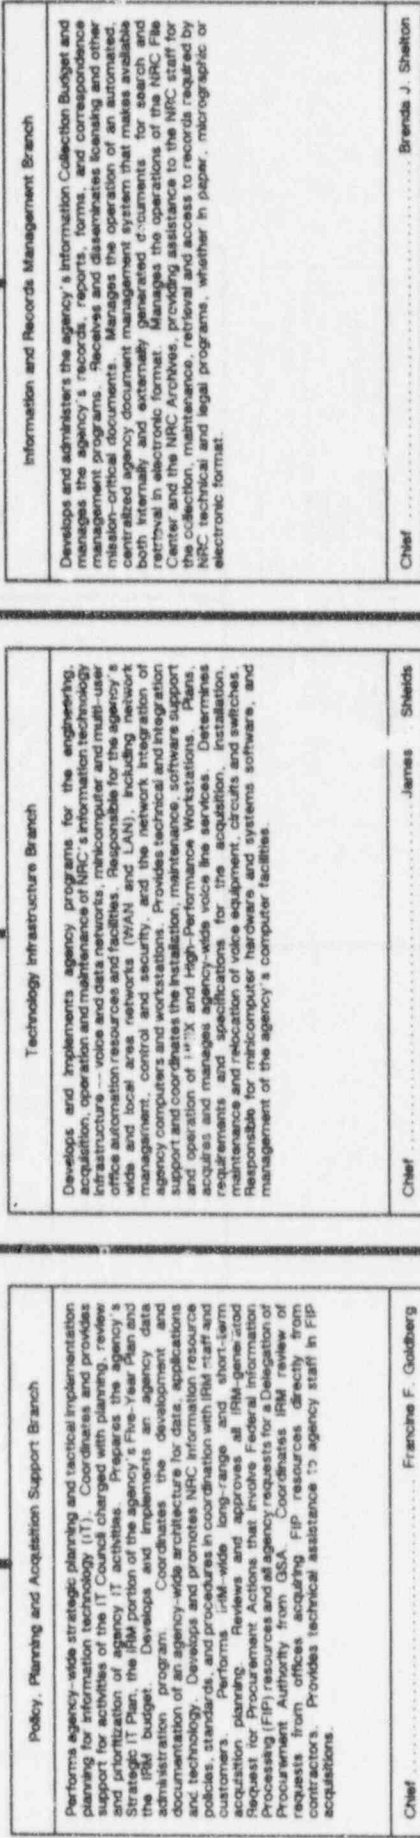 Policy, Planning and Acquisition Support Branch
Performs agency-wide strategic planning and tactical implementation
planning for information technology (IT). Coordinates and provides
support for activities of the IT Council charged with planning, review
and prioritization of agency IT activities. Prepares the agency's
Strategic IT Plan, the IRM portion of the agency's Five-Year Plan and
the IRM budget. Develops and implements an agency data
administration program. Coordinates the development and
documentation of an agency-wide architecture for data, applications
and technology. Develops and promotes NRC information resource
policies, standards, and procedures in coordination with IRM staff and
customers. Performs IRM-wide long-range and short-term
acquisition planning. Reviews and approves all IRM-generated
Request for Procurement Actions that involve Federal Information
Processing (FIP) resources and all agency requests for a Delegation of
Procurement Authority from GSA. Coordinates IRM review of
requests from offices acquiring FIP resources directly from
contractors. Provides technical assistance to agency staff in FIP
acquisitions.
Chief ............ Francine F. Goldberg
Technology Infrastructure Branch
Develops and implements agency programs for the engineering,
acquisition, operation and maintenance of NRC's information technology
infrastructure -- voice and data networks, minicomputer and multi-user
office automation resources and facilities. Responsible for the agency's
wide and local area networks (WAN and LAN), including network
management, control and security, and the network integration of
agency computers and workstations. Provides technical and integration
support and coordinates the installation, maintenance, software support
and operation of and High-Performance Workstations. Plans,
acquires and manages agency-wide voice line services. Determines
requirements and specifications for the acquisition, installation,
maintenance and relocation of voice equipment, circuits and switches.
Responsible for minicomputer hardware and systems software, and
management of the agency's computer facilities.
Chief ............ James Shields
Information and Records Management Branch
Develops and administers the agency's Information Collection Budget and
manages the agency's records, reports, forms, and correspondence
management programs. Receives and disseminates licensing and other
mission-critical documents. Manages the operation of an automated,
centralized agency document management system that makes available
both internally and externally generated documents for search and
retrieval in electronic format. Manages the operations of the NRC File
Center and the NRC Archives, providing assistance to the NRC staff for
the collection, maintenance, retrieval and access to records required by
NRC technical and legal programs, whether in paper, micrographic or
electronic format.
Chief ............ Brenda J. Shelton